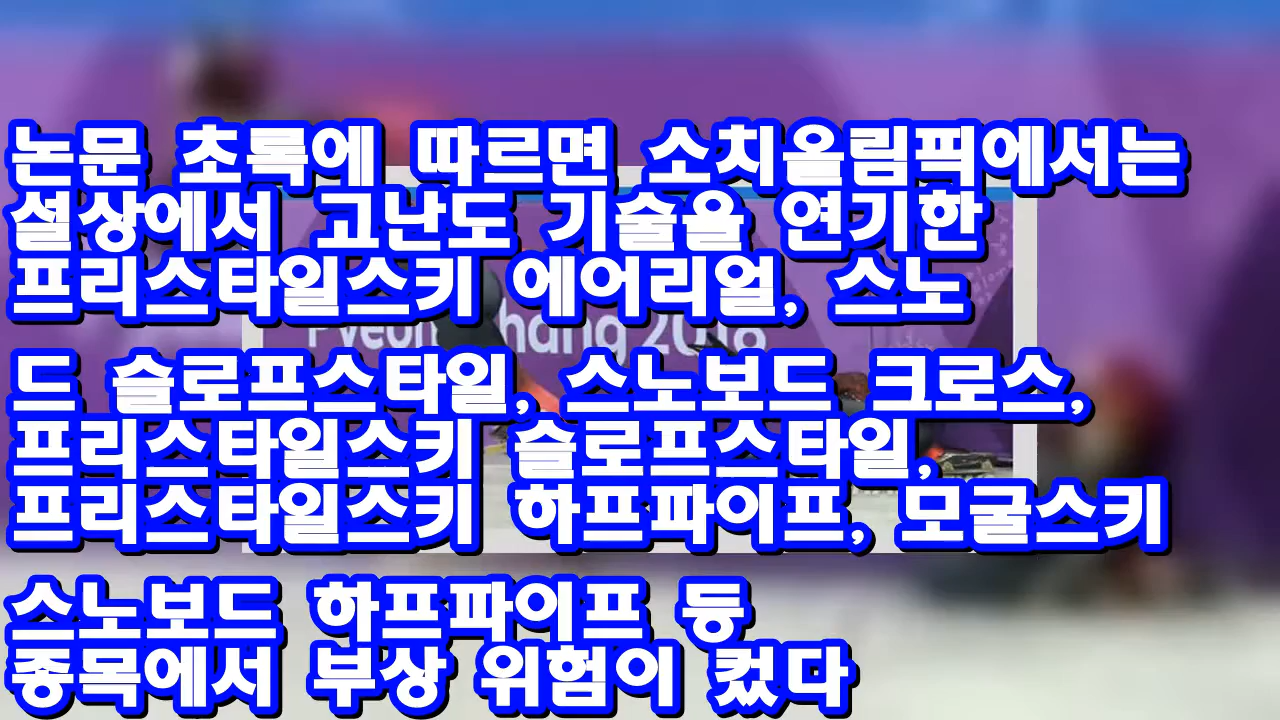 논문 초록에 따르면 소치올림픽에서는
설상에서 고난도 기술을 연기한
프리스타일스키 에어리얼, 스노
드 슬로프스타일, 스노보드 크로스,
프리스타일스키 슬로프스타일,
프리스타일스키 하프파이프, 모굴스키
스노보드 하프파이프 등
종목에서 부상 위험이 컸다